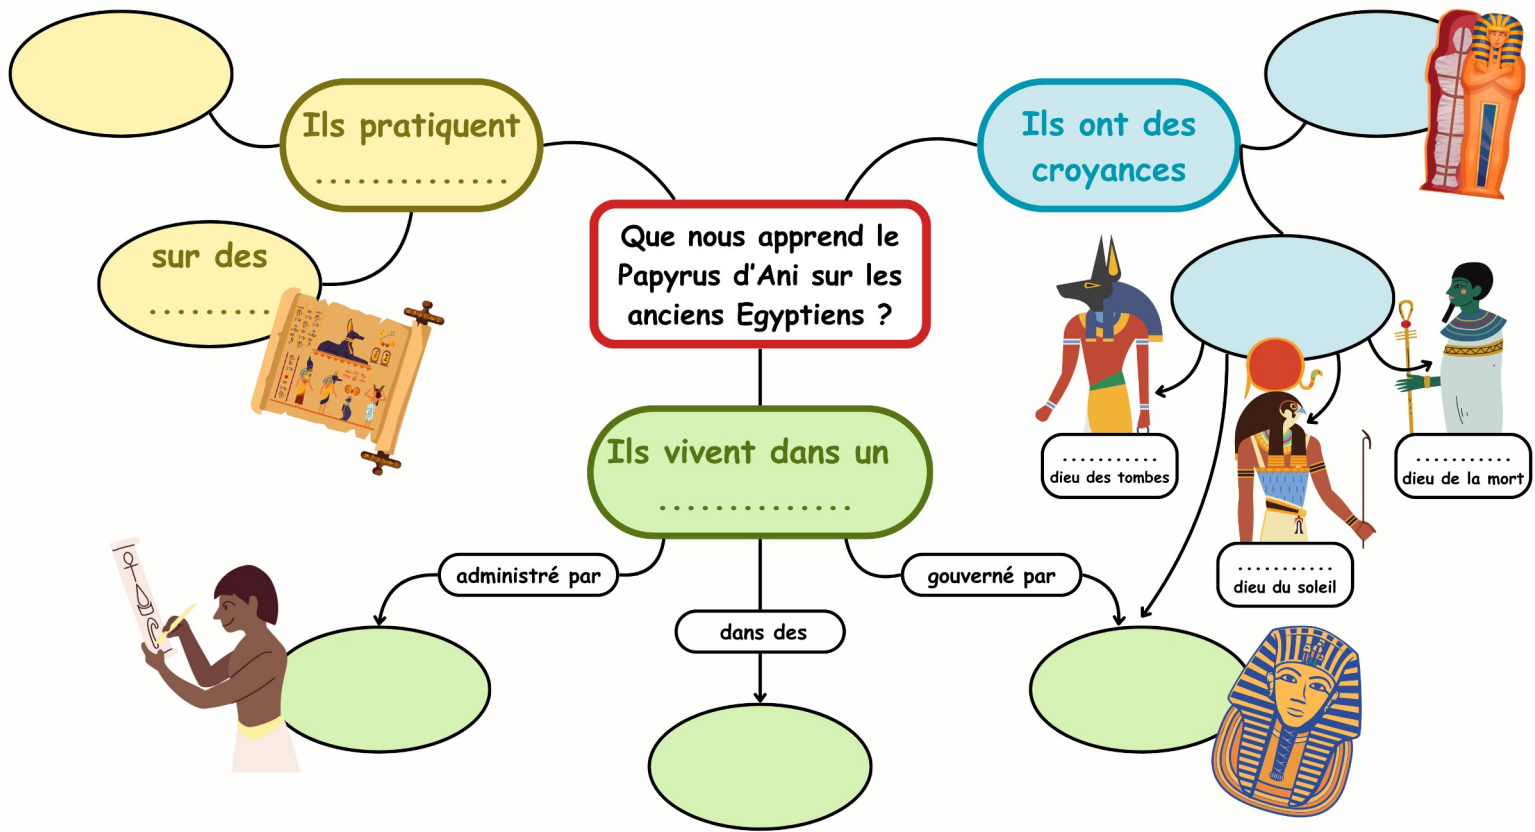 Ils pratiquent
..............
Ils ont des
croyances
sur des
.........
Que nous apprend le
Papyrus d'Ani sur les
anciens Egyptiens ?
Ils vivent dans un
..............
...........
dieu des tombes
...........
dieu de la mort
...........
dieu du soleil
administré par
gouverné par
dans des